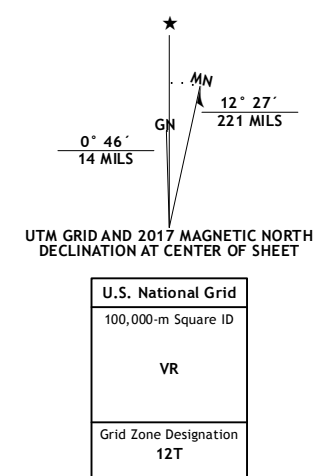 ★
MN
GN
12° 27´
221 MILS
0° 46´
14 MILS
UTM GRID AND 2017 MAGNETIC NORTH
DECLINATION AT CENTER OF SHEET
U.S. National Grid
100,000-m Square ID
VR
Grid Zone Designation
12T